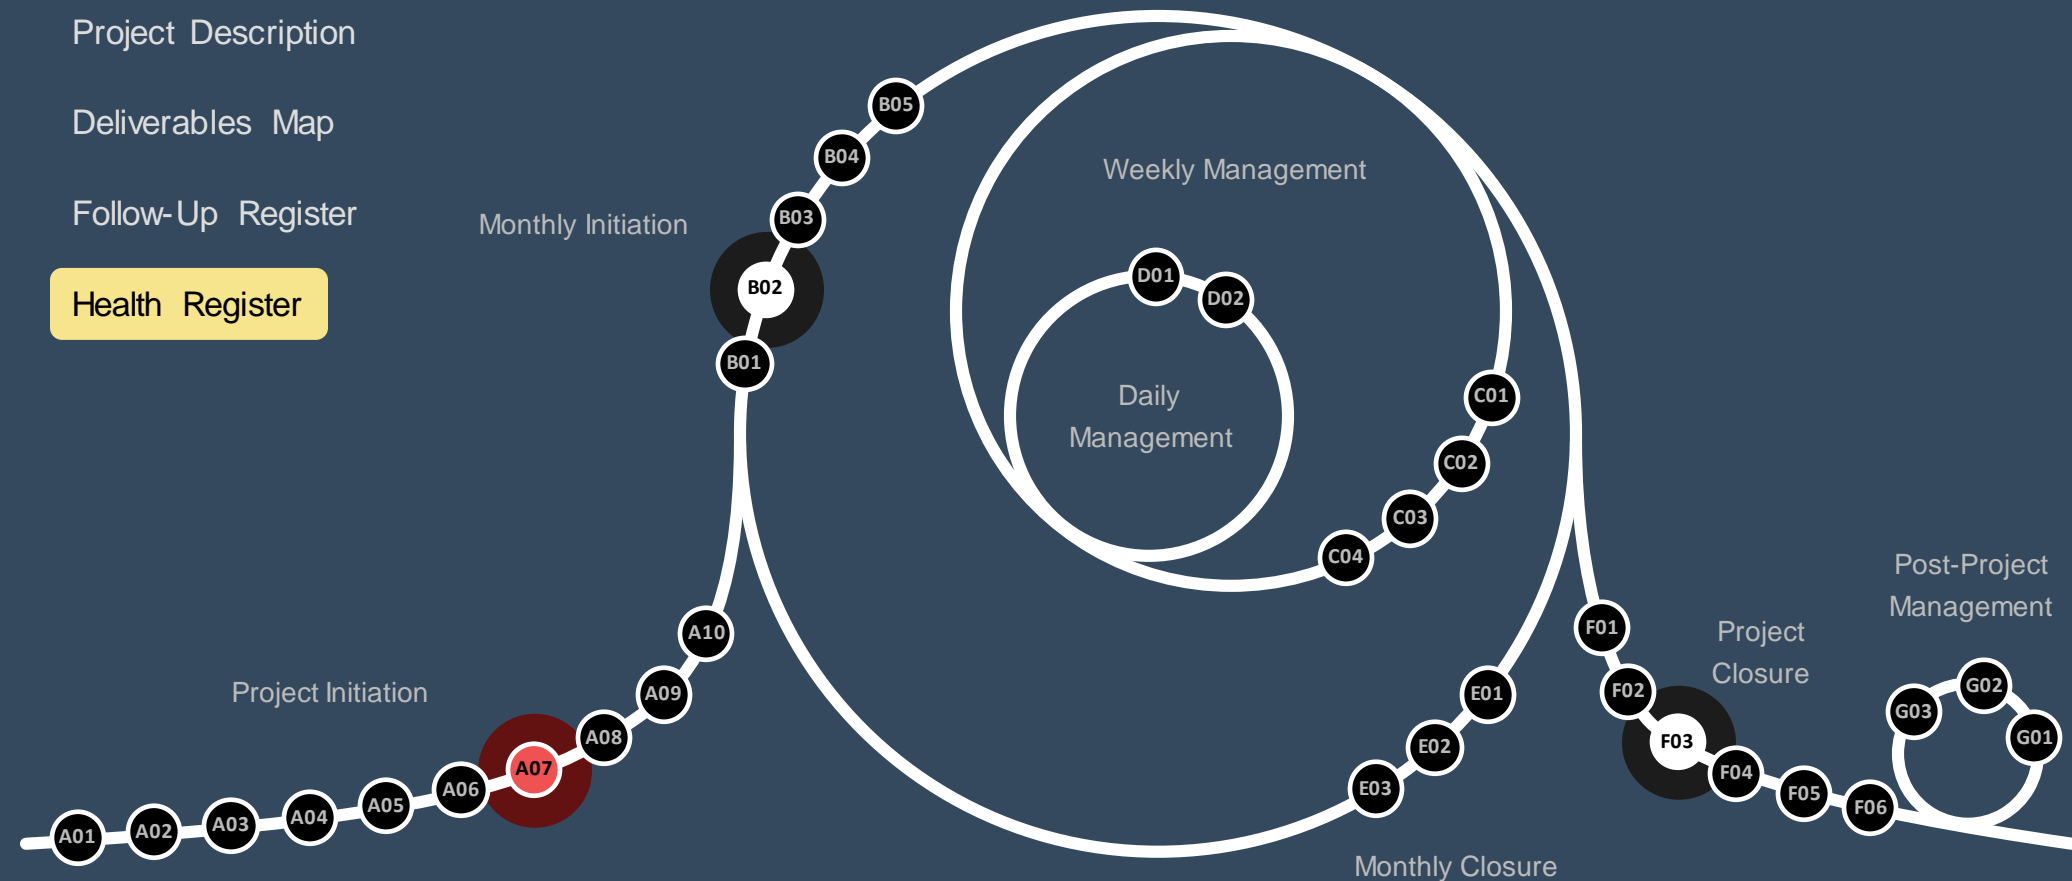 Project Description
Deliverables Map
Follow-Up Register
Health Register
Monthly Initiation
B05
B04
B03
B02
B01
Weekly Management
D01
D02
Daily
Management
C01
C02
C03
C04
Project Initiation
A01
A02
A03
A04
A05
A06
A07
A08
A09
A10
E01
E02
E03
Monthly Closure
F01
F02
F03
F04
F05
F06
Project
Closure
Post-Project
Management
G03
G02
G01